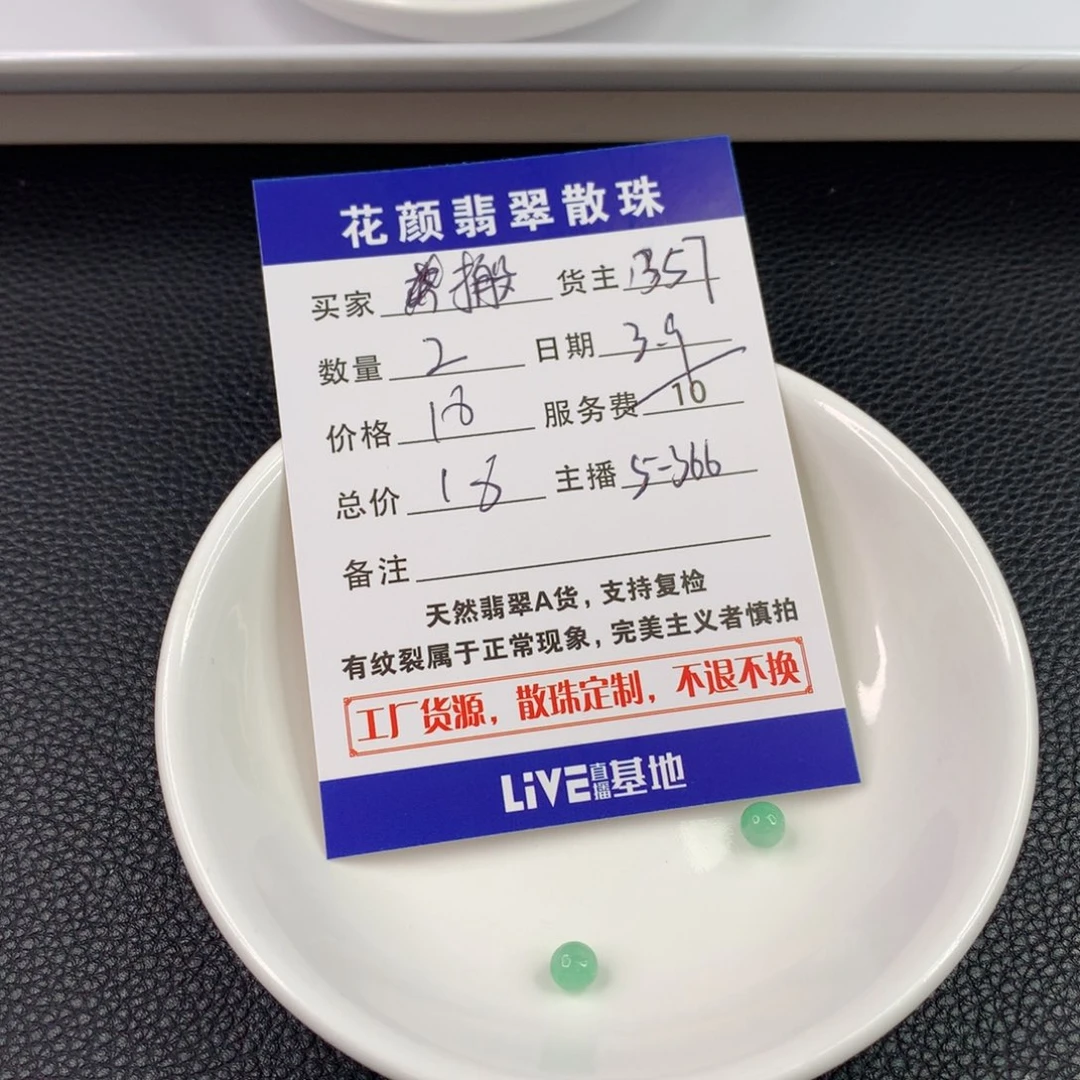 花颜翡翠散珠
买家 搬 货主 1357
数量 2 日期 3.9
价格 18 服务费 10
总价 18 主播 5-366
备注
天然翡翠A货，支持复检
有纹裂属于正常现象，完美主义者慎拍
工厂货源，散珠定制，不退不换
LiVE直播基地